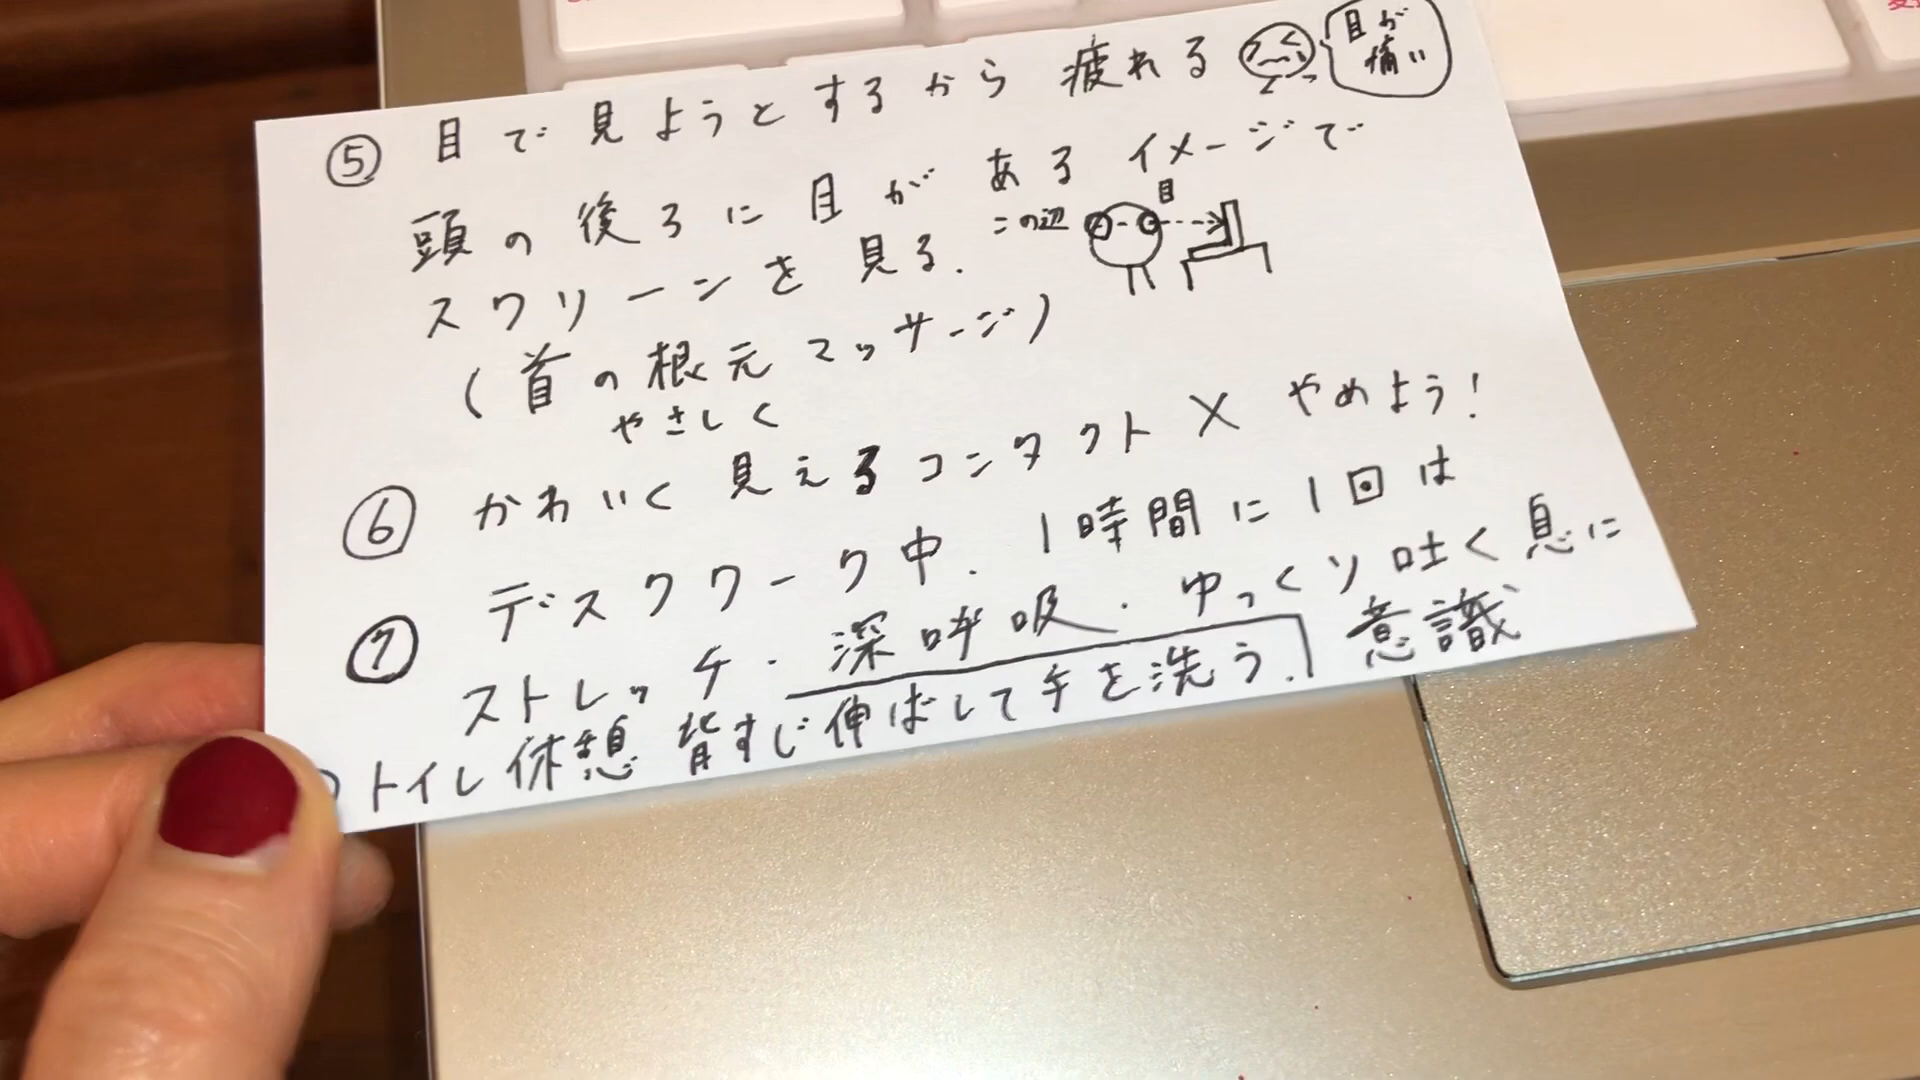 ⑤ 目で見ようとするから疲れる
目が
痛い
頭の後ろに目があるイメージで
目
この辺
スクリーンを見る.
(首の根元マッサージ)
やさしく
⑥ かわいく見えるコンタクト✕ やめよう!
⑦ デスクワーク中. 1時間に1回は
ストレッチ・深呼吸. ゆっくり吐く息に
意識
トイレ休憩 背すじ伸ばして手を洗う.